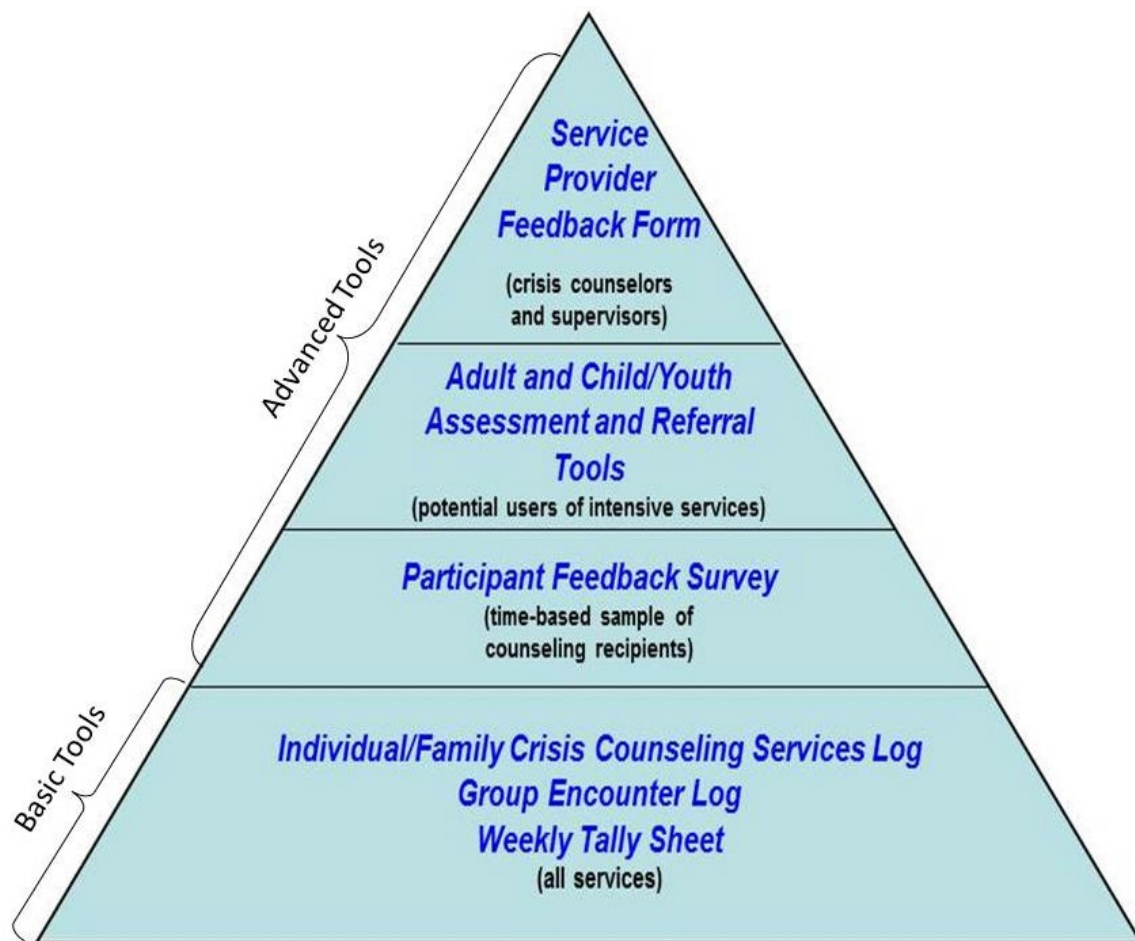 Service
Provider
Feedback Form
(crisis counselors
and supervisors)
Advanced Tools
Adult and Child/Youth
Assessment and Referral
Tools
(potential users of intensive services)
Participant Feedback Survey
(time-based sample of
counseling recipients)
Basic Tools
Individual/Family Crisis Counseling Services Log
Group Encounter Log
Weekly Tally Sheet
(all services)